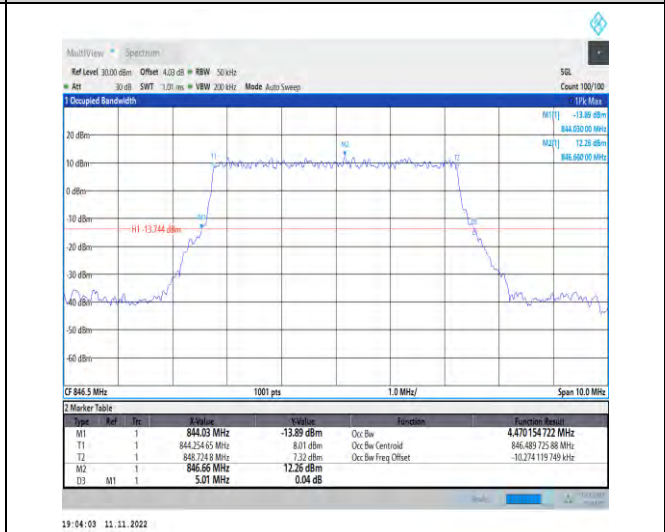 MultiView Spectrum
Ref Level 30.00 dBm Offset 4.03 dB RBW 50 kHz SGL
Att 30 dB SWT 1.01 ms VBW 200 kHz Mode Auto Sweep Count 100/100
1 Occupied Bandwidth 1Pk Max
M1[1] -13.89 dBm
844.030 00 MHz
M2[1] 12.26 dBm
846.660 00 MHz
20 dBm
M2
T1 T2
10 dBm
0 dBm
-10 dBm
M1 D3
H1 -13.744 dBm
-20 dBm
-30 dBm
-40 dBm
-50 dBm
-60 dBm
CF 846.5 MHz 1001 pts 1.0 MHz/ Span 10.0 MHz
2 Marker Table
Type Ref Trc X-Value Y-Value Function Function Result
M1 1 844.03 MHz -13.89 dBm Occ Bw 4.470 154 722 MHz
T1 1 844.254 65 MHz 8.01 dBm Occ Bw Centroid 846.489 725 88 MHz
T2 1 848.724 8 MHz 7.32 dBm Occ Bw Freq Offset -10.274 119 749 kHz
M2 1 846.66 MHz 12.26 dBm
D3 M1 1 5.01 MHz 0.04 dB
19:04:03 11.11.2022